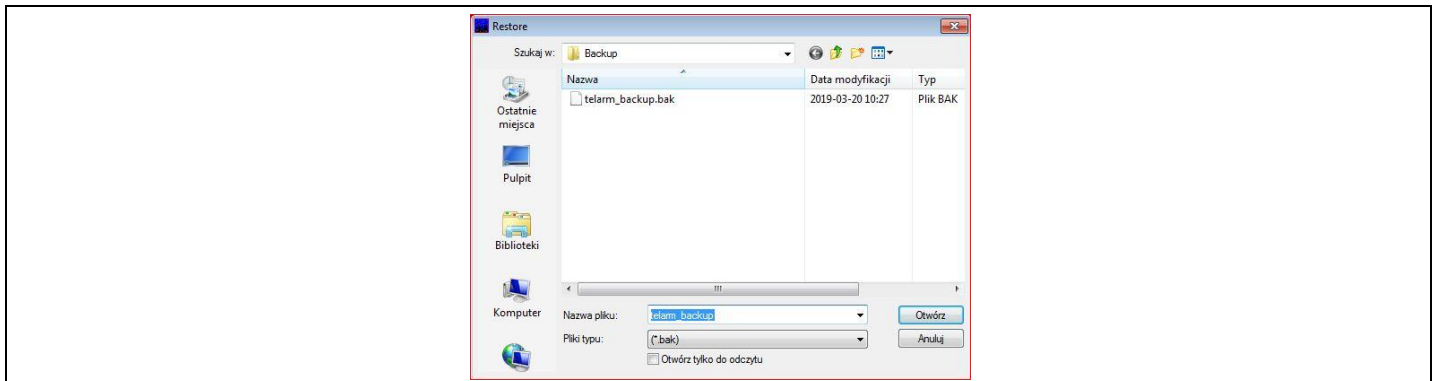 Restore
Szukaj w:
Backup
Nazwa
Data modyfikacji
Typ
telarm_backup.bak
2019-03-20 10:27
Plik BAK
Ostatnie
miejsca
Pulpit
Biblioteki
Komputer
Nazwa pliku:
telarm_backup
Otwórz
Pliki typu:
(*.bak)
Anuluj
Otwórz tylko do odczytu